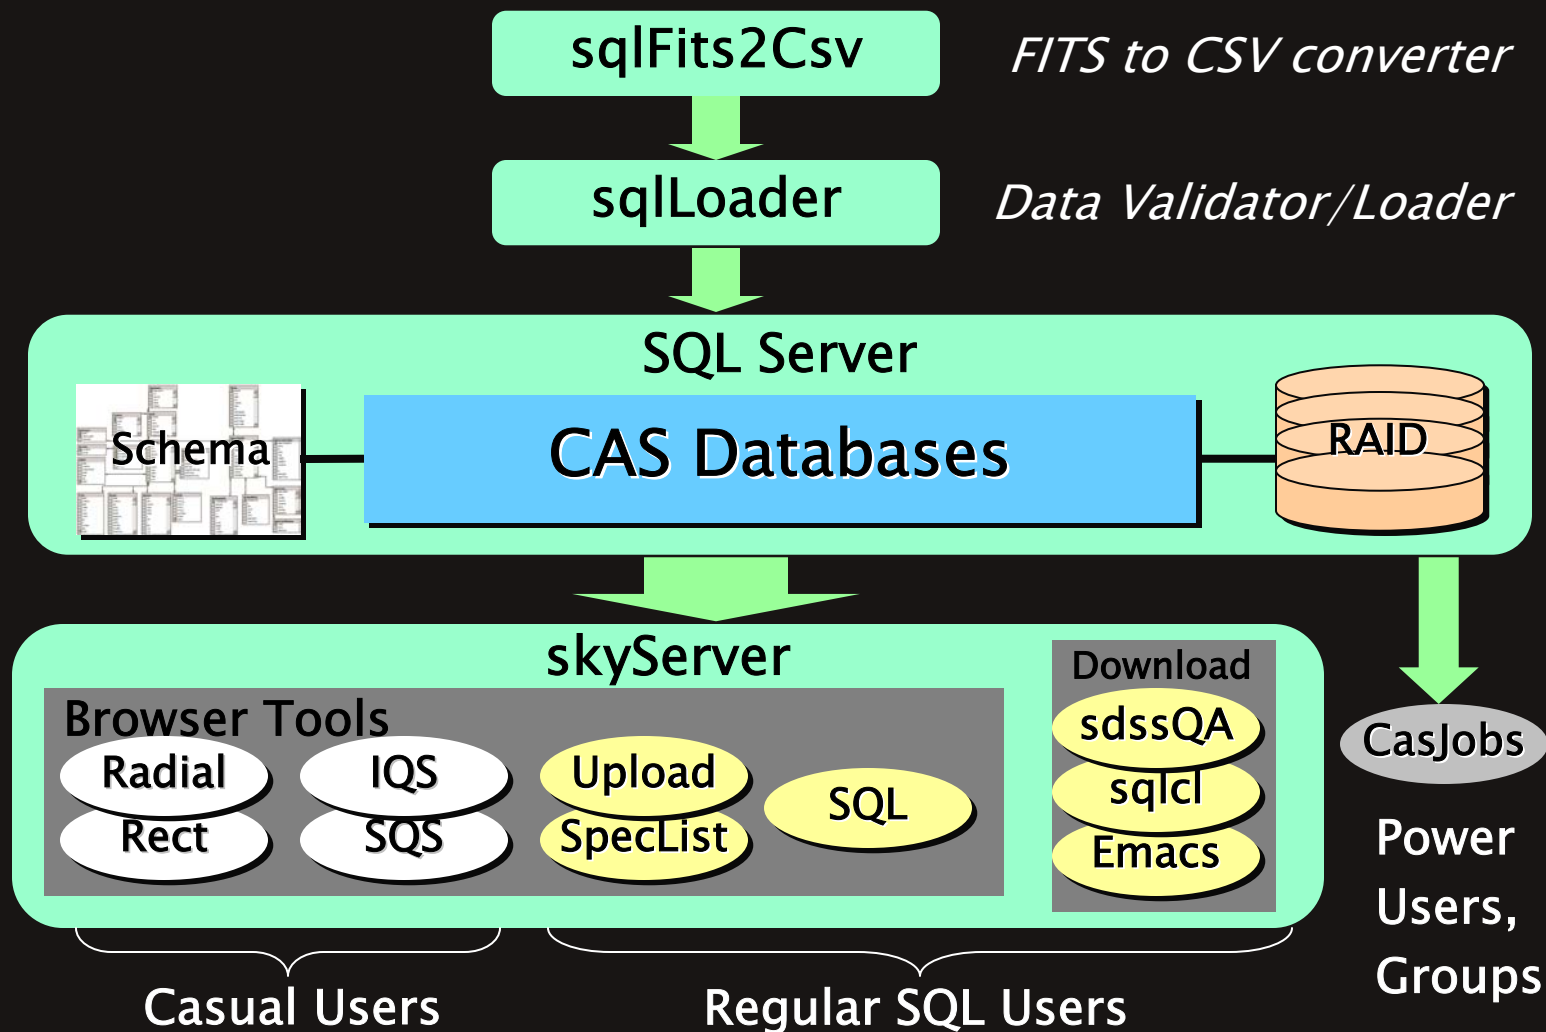 sqlFits2Csv
FITS to CSV converter
sqlLoader
Data Validator/Loader
SQL Server
Schema
CAS Databases
RAID
skyServer
Browser Tools
Radial
IQS
Upload
SQL
Rect
SQS
SpecList
Download
sdssQA
sqlcl
Emacs
CasJobs
Power
Users,
Groups
Casual Users
Regular SQL Users